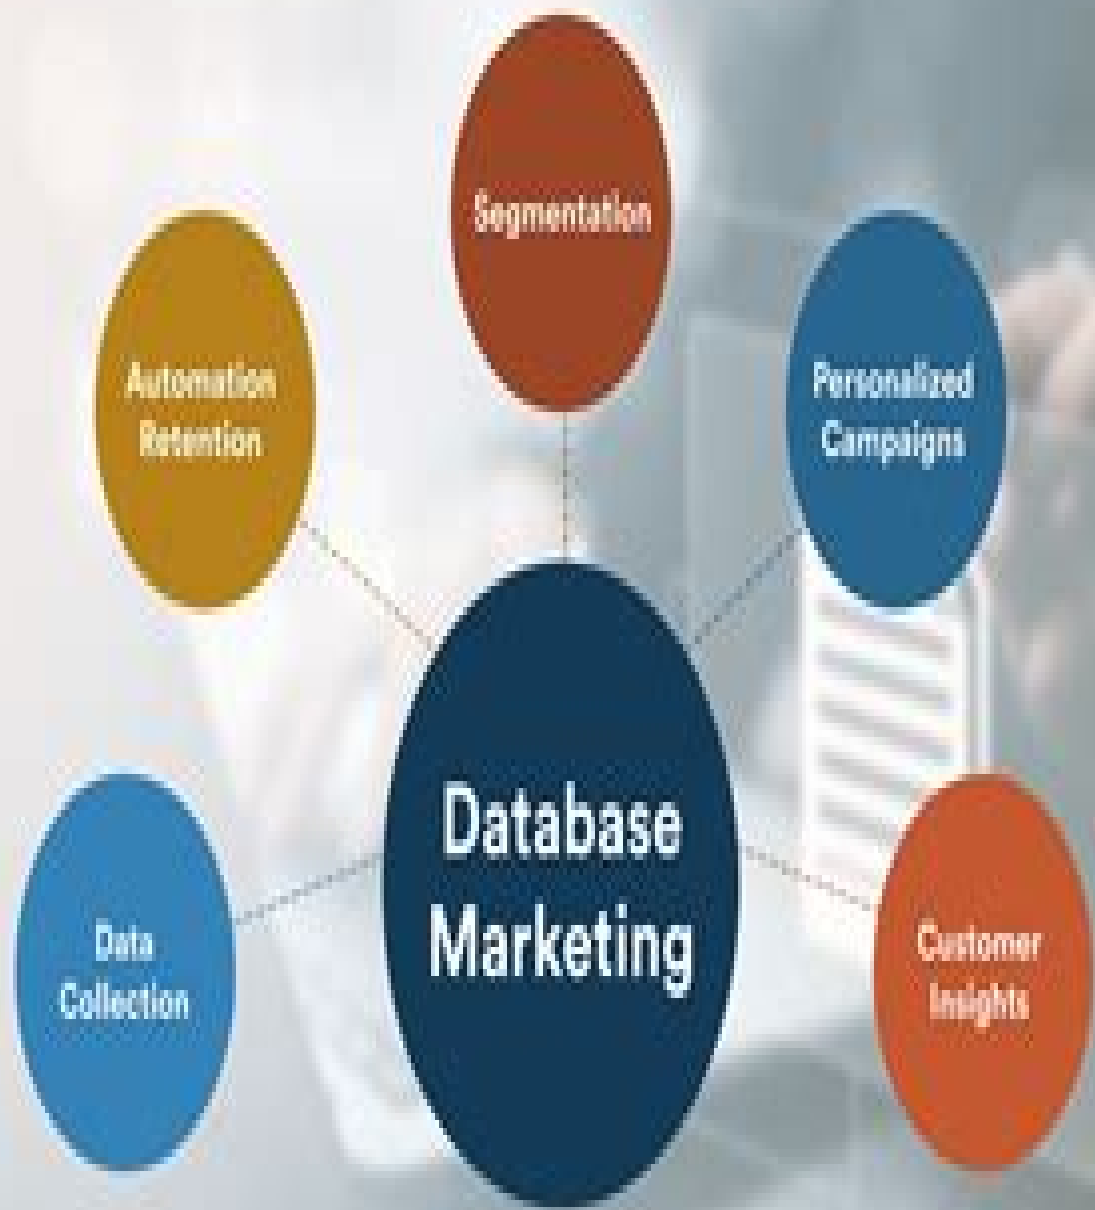 Segmentation
Automation
Retention
Personalized
Campaigns
Database
Marketing
Data
Collection
Customer
Insights